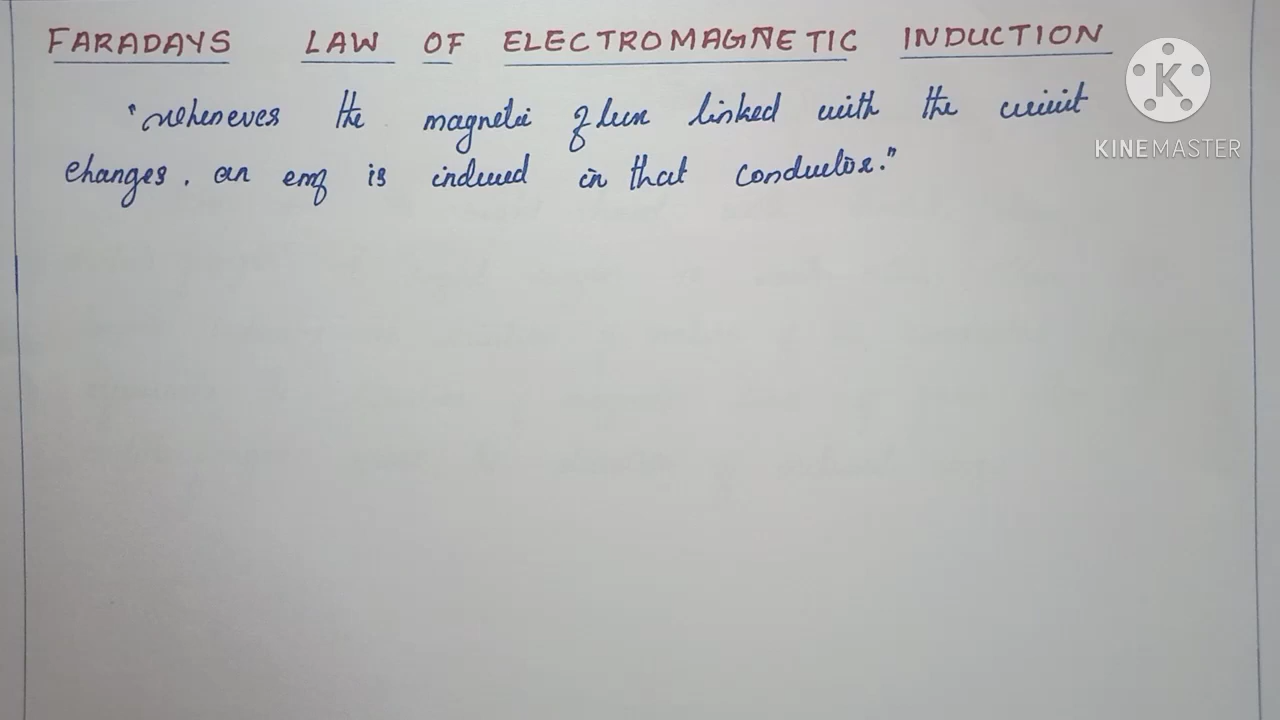 FARADAYS LAW OF ELECTROMAGNETIC INDUCTION
"Whenever the magnetic flux linked with the circuit
changes, an emf is induced in that conductor."
K
KINEMASTER